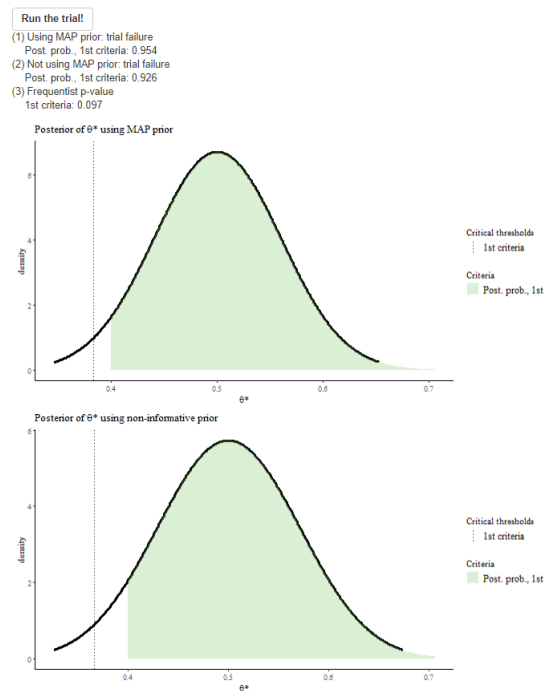 Run the trial!
(1) Using MAP prior: trial failure
Post. prob., 1st criteria: 0.954
(2) Not using MAP prior: trial failure
Post. prob., 1st criteria: 0.926
(3) Frequentist p-value
1st criteria: 0.097
Posterior of θ* using MAP prior
6
4
2
0
density
0.4 0.5 0.6 0.7
θ*
Critical thresholds
1st criteria
Criteria
Post. prob., 1st
Posterior of θ* using non-informative prior
6
4
2
0
density
0.4 0.5 0.6 0.7
θ*
Critical thresholds
1st criteria
Criteria
Post. prob., 1st